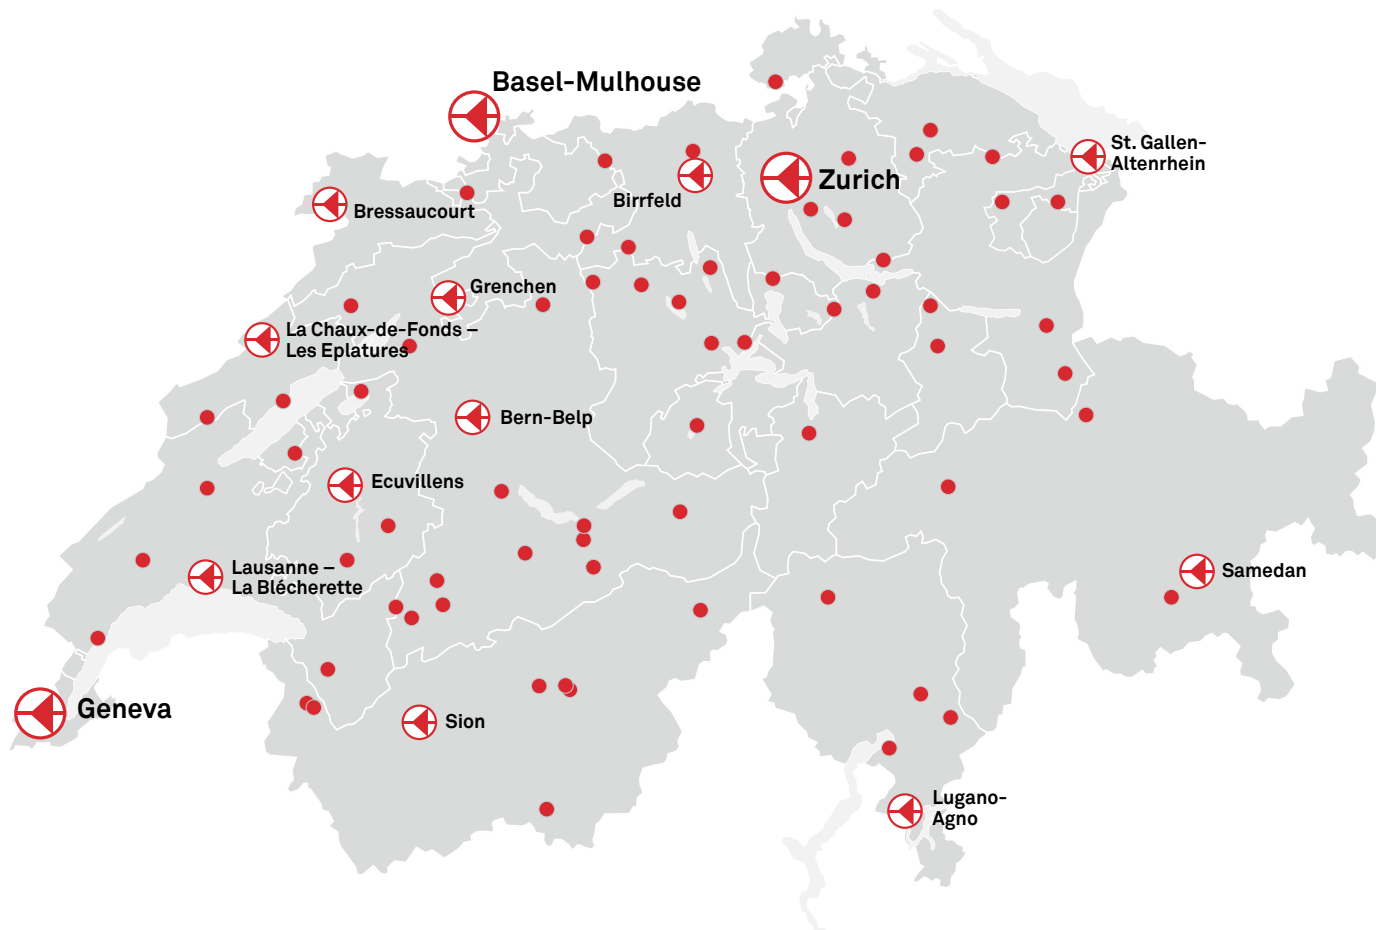 Basel-Mulhouse
St. Gallen-
Altenrhein
Zurich
Birrfeld
Bressaucourt
Grenchen
La Chaux-de-Fonds –
Les Eplatures
Bern-Belp
Ecuvillens
Lausanne –
La Blécherette
Samedan
Geneva
Sion
Lugano-
Agno